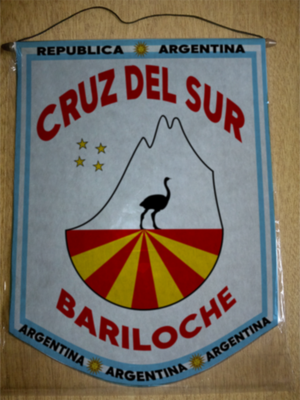 REPUBLICA ARGENTINA
CRUZ DEL SUR
BARILOCHE
ARGENTINA ARGENTINA ARGENTINA